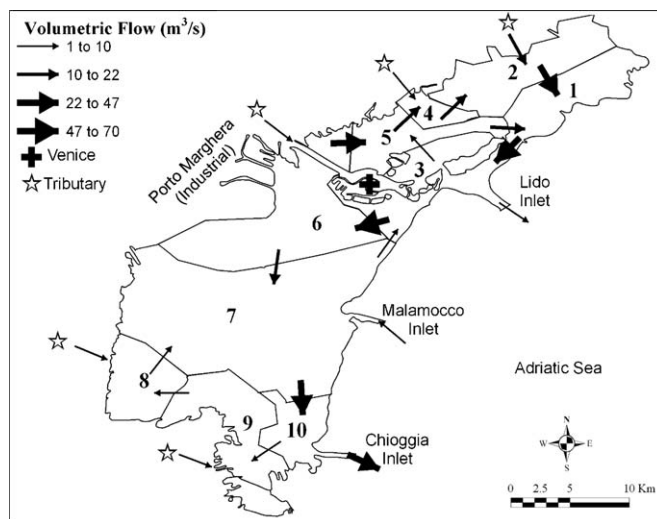 Volumetric Flow (m³/s)
1 to 10
10 to 22
22 to 47
47 to 70
Venice
Tributary
Porto Marghera
(Industrial)
1
2
3
4
5
6
7
8
9
10
Lido
Inlet
Malamocco
Inlet
Chioggia
Inlet
Adriatic Sea
N
W
E
S
0 2.5 5 10 Km